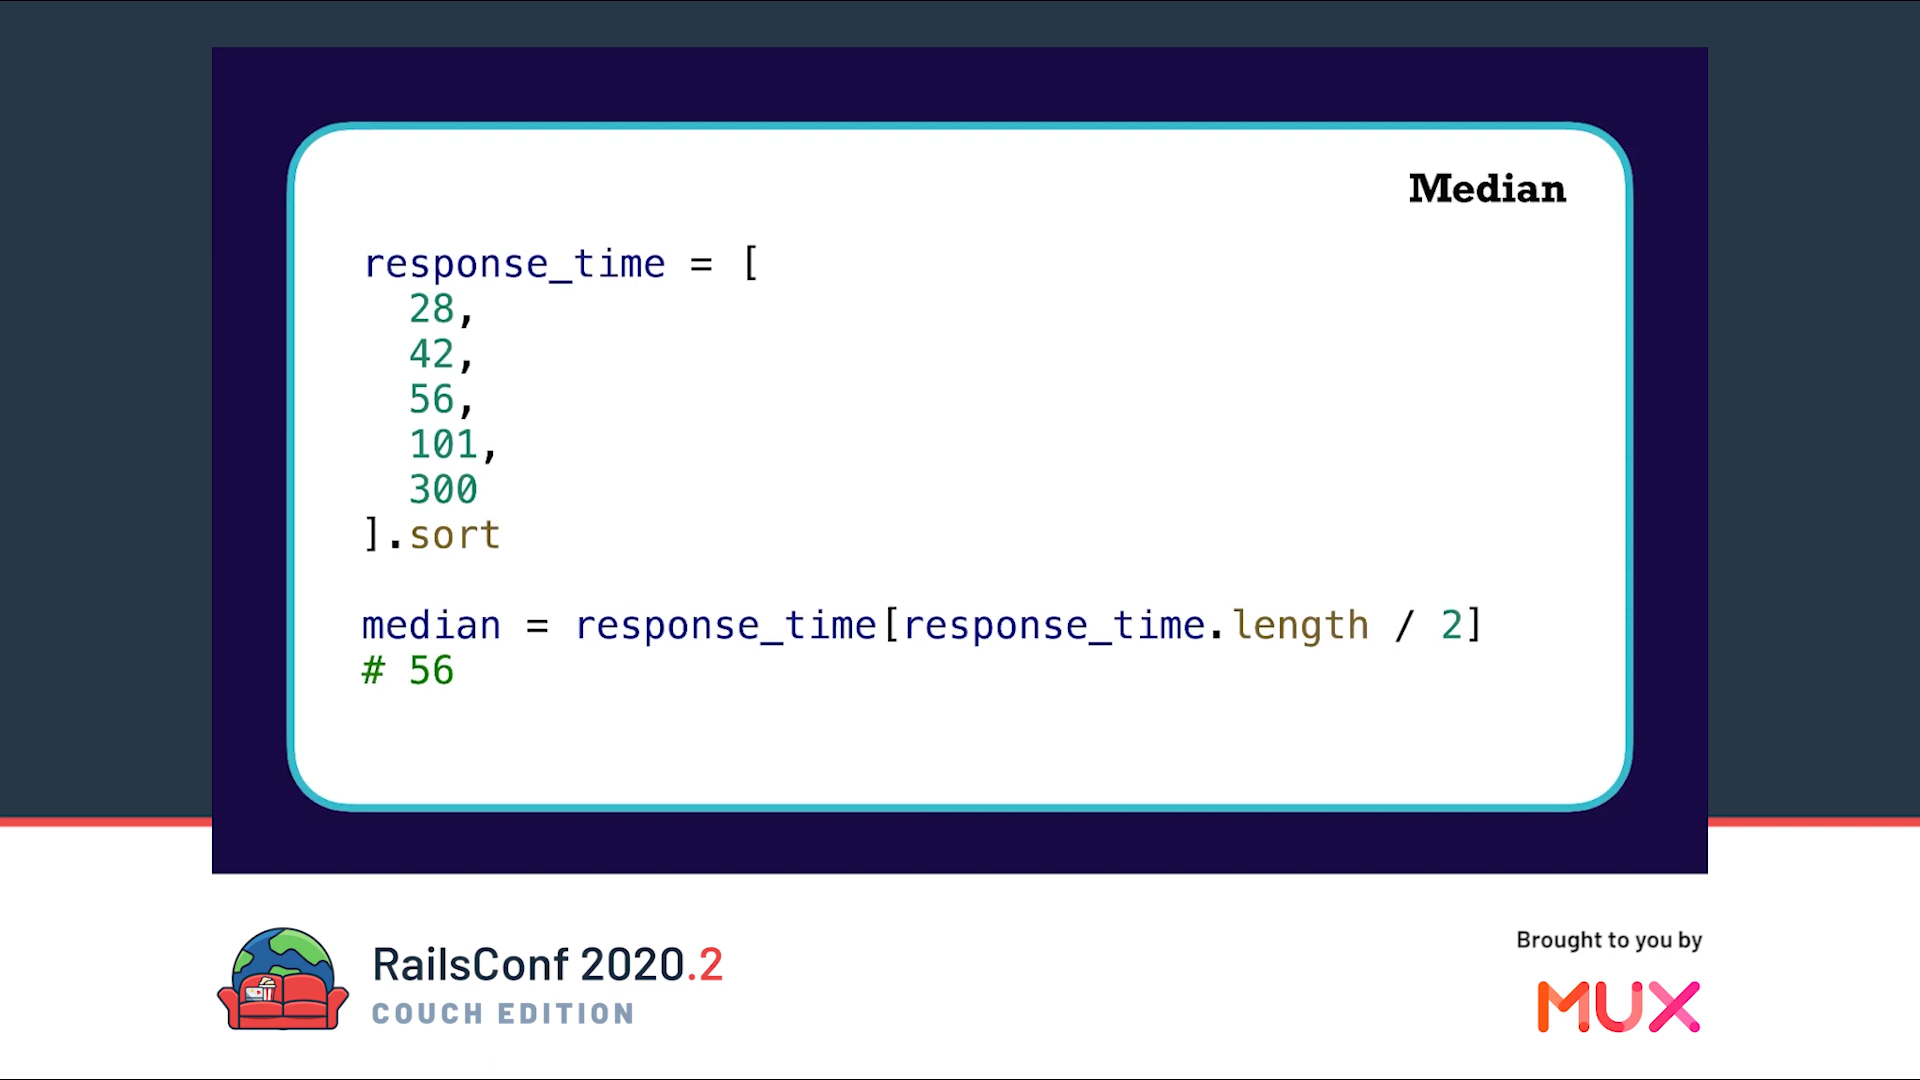 Median
response_time = [
  28,
  42,
  56,
  101,
  300
].sort
median = response_time[response_time.length / 2]
# 56
RailsConf 2020.2
COUCH EDITION
Brought to you by
MUX